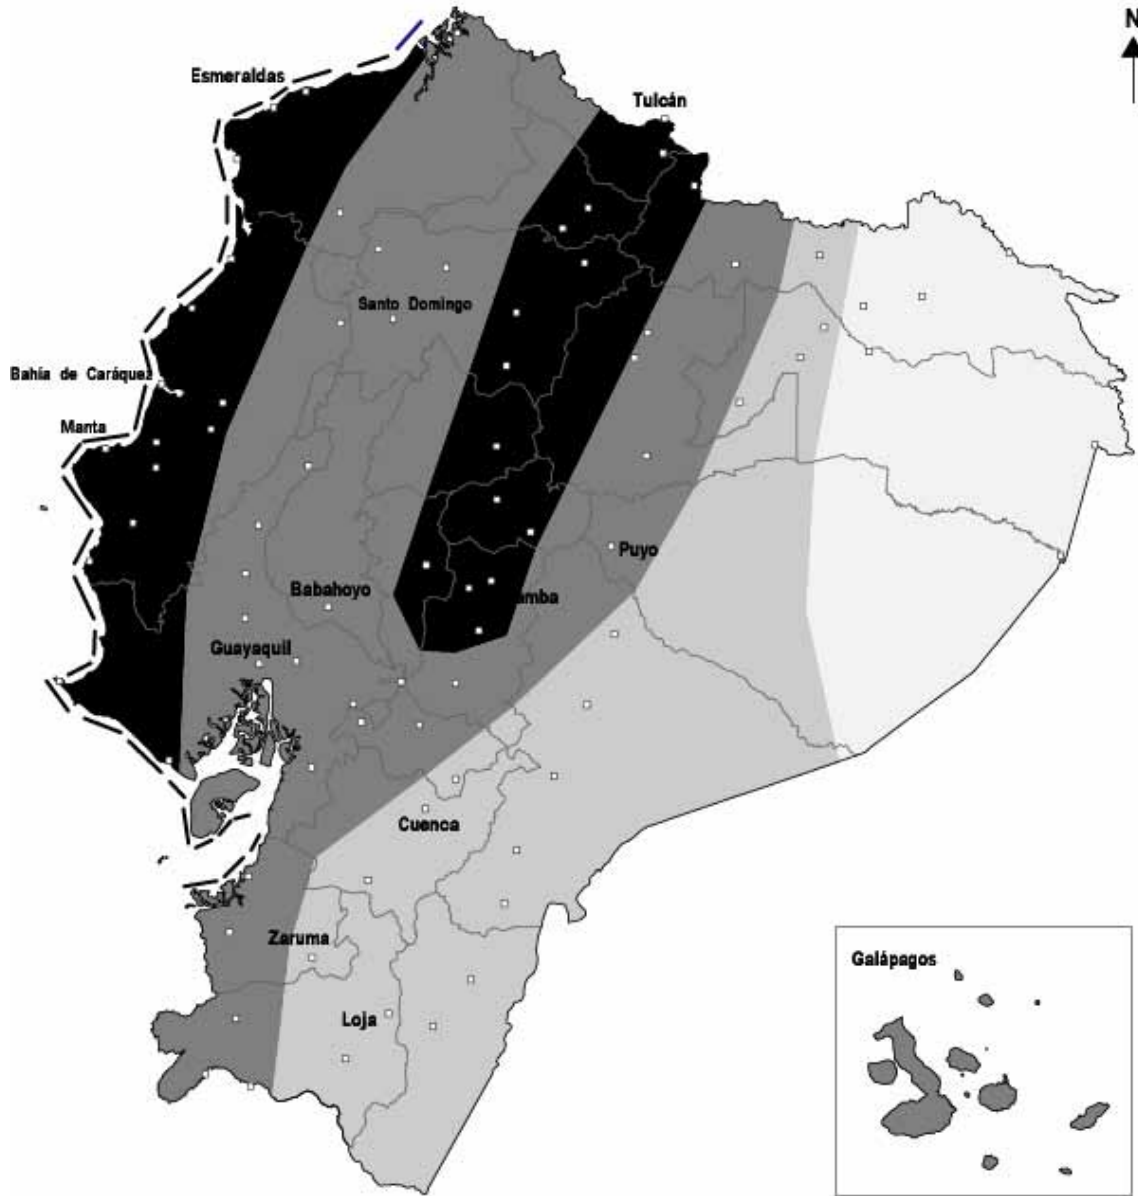 N
Esmeraldas
Tulcán
Santo Domingo
Bahía de Caráquez
Manta
Puyo
Babahoyo
amba
Guayaquil
Cuenca
Zaruma
Galápagos
Loja